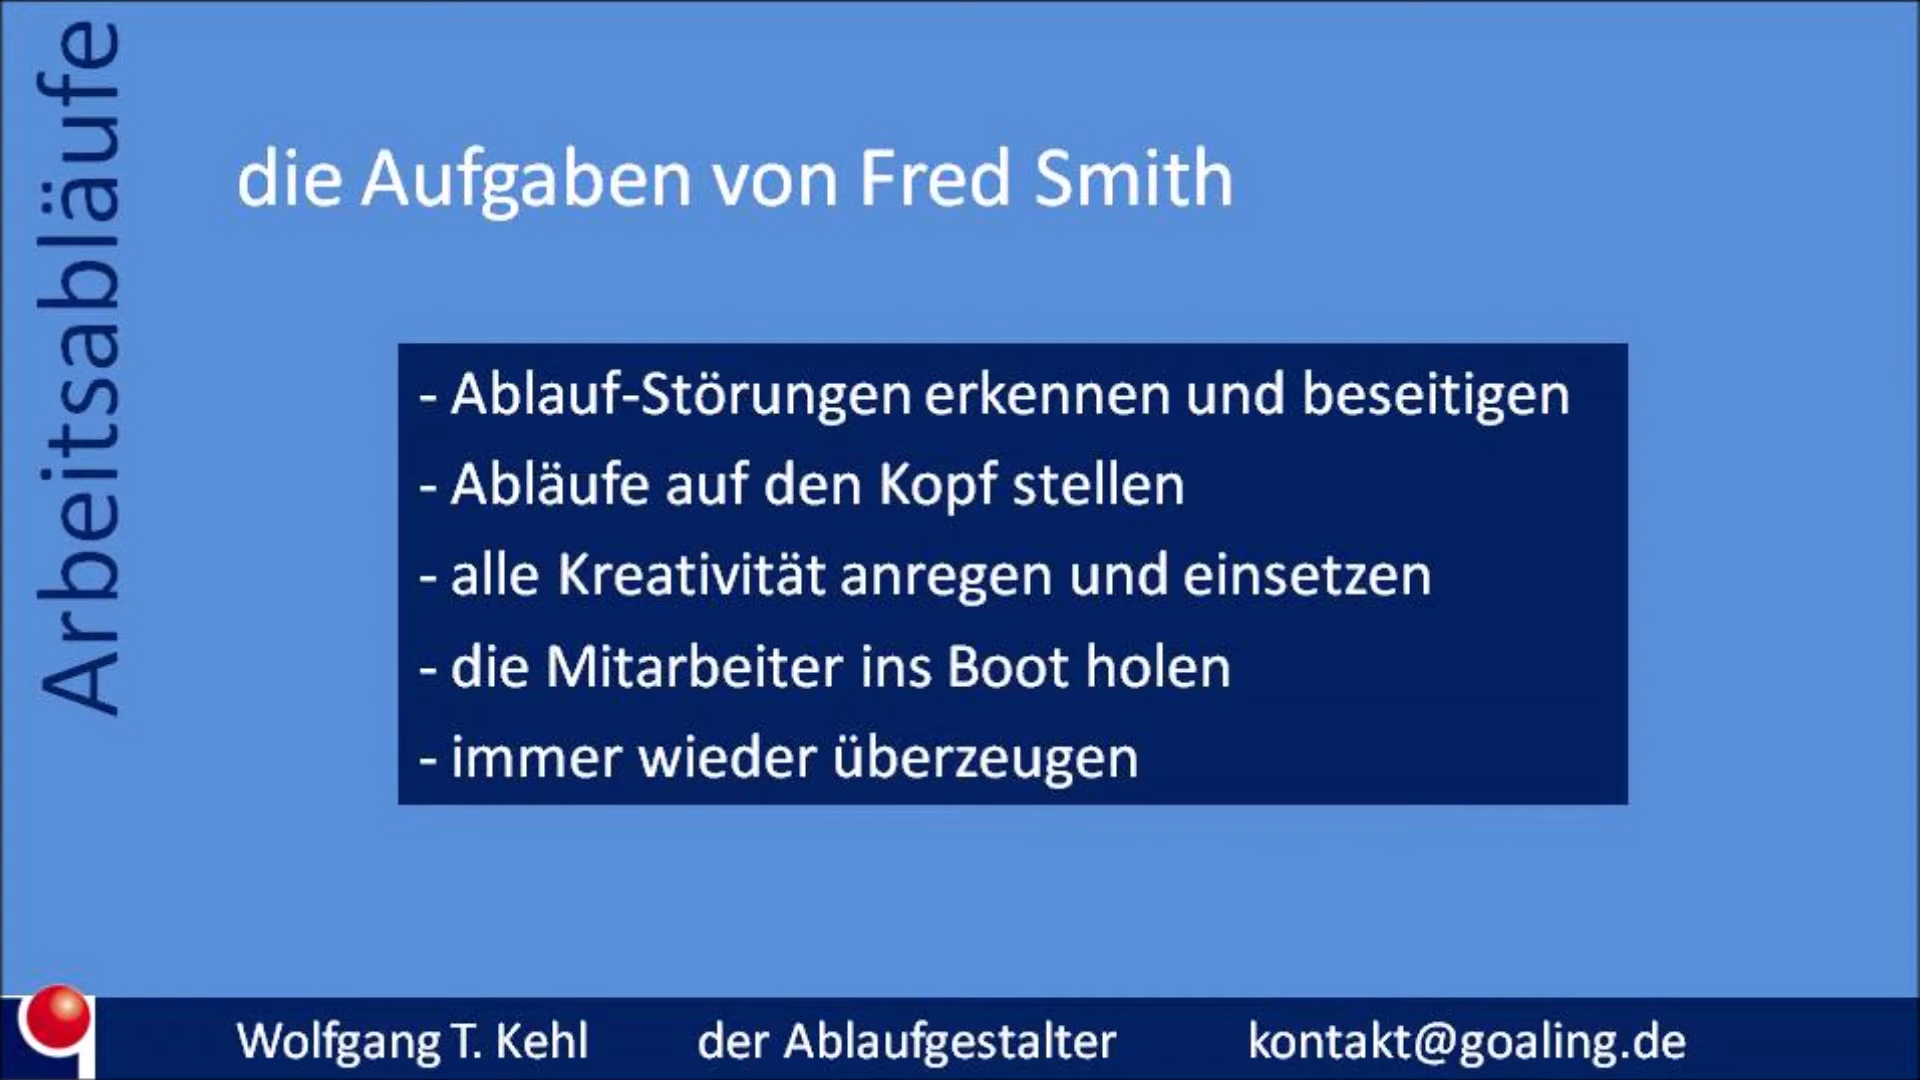 Arbeitsabläufe
die Aufgaben von Fred Smith
- Ablauf-Störungen erkennen und beseitigen
- Abläufe auf den Kopf stellen
- alle Kreativität anregen und einsetzen
- die Mitarbeiter ins Boot holen
- immer wieder überzeugen
Wolfgang T. Kehl der Ablaufgestalter kontakt@goaling.de